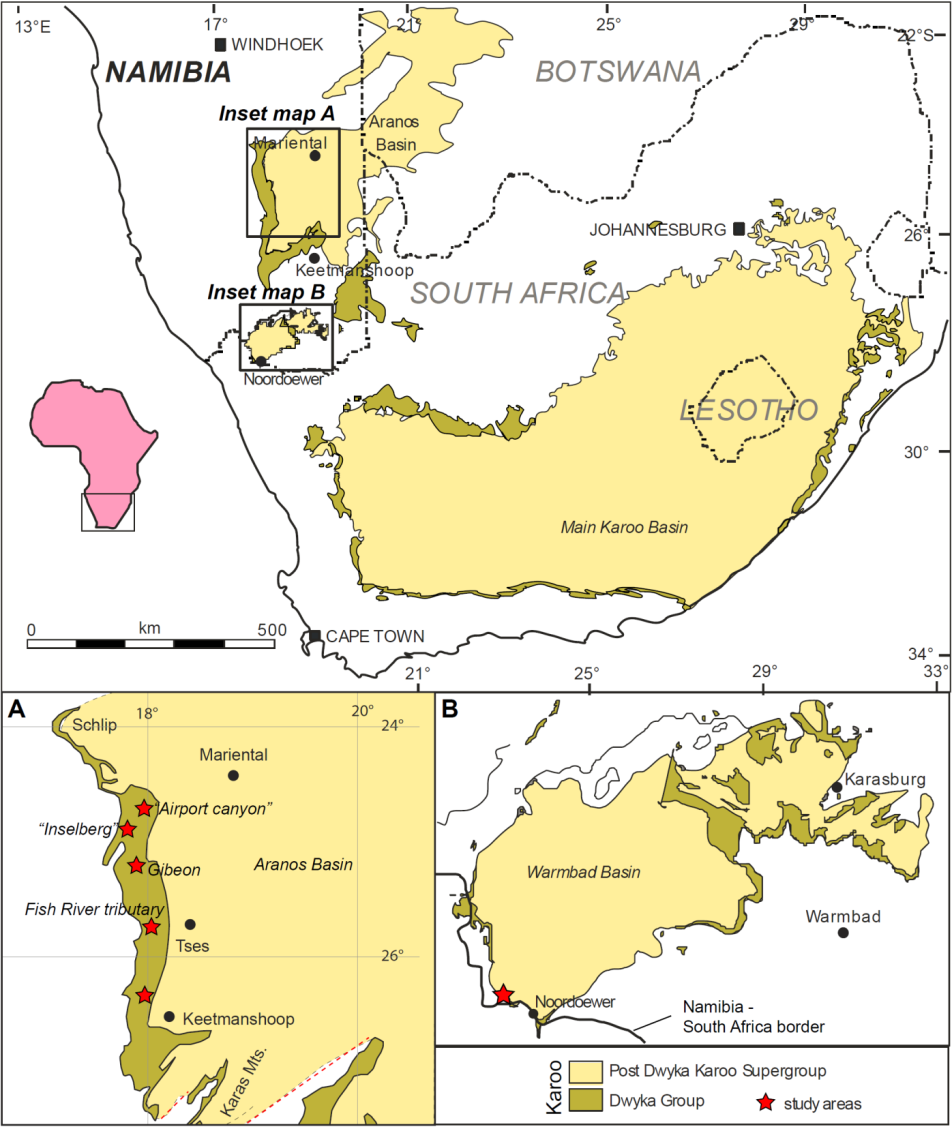 13°E
17°
21°
25°
29°
22°S
WINDHOEK
NAMIBIA
BOTSWANA
Inset map A
Aranos
Basin
Mariental
JOHANNESBURG
26°
Keetmanshoop
Inset map B
SOUTH AFRICA
Noordoewer
LESOTHO
30°
Main Karoo Basin
0
km
500
CAPE TOWN
34°
21°
25°
29°
33°
A
18°
20°
24°
Schlip
Mariental
"Airport canyon"
"Inselberg"
Gibeon
Aranos Basin
Fish River tributary
Tses
26°
Keetmanshoop
Karas Mts.
B
Karasburg
Warmbad Basin
Warmbad
Noordoewer
Namibia -
South Africa border
Karoo
Post Dwyka Karoo Supergroup
Dwyka Group
study areas